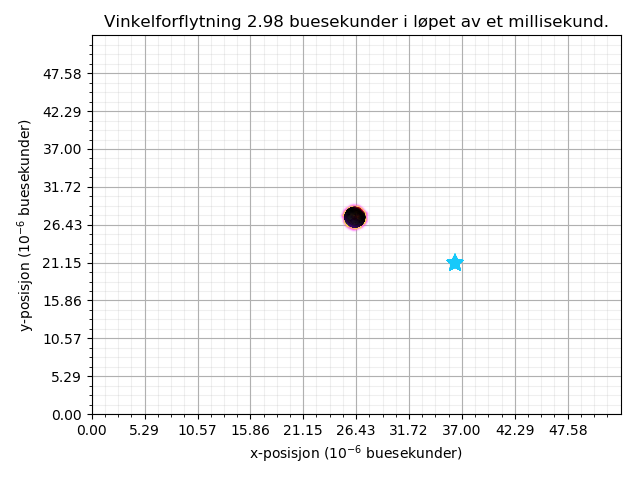 Vinkelforflytning 2.98 buesekunder i løpet av et millisekund.
47.58
42.29
37.00
31.72
26.43
21.15
15.86
10.57
5.29
0.00
y-posisjon (10⁻⁶ buesekunder)
0.00 5.29 10.57 15.86 21.15 26.43 31.72 37.00 42.29 47.58
x-posisjon (10⁻⁶ buesekunder)